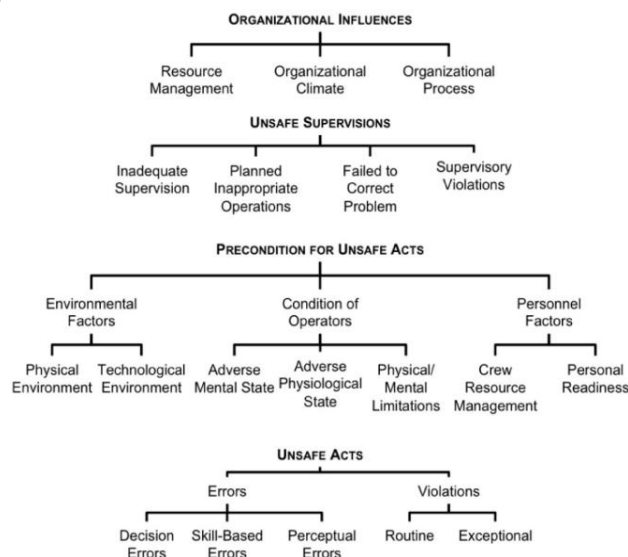 ORGANIZATIONAL INFLUENCES
Resource Management
Organizational Climate
Organizational Process
UNSAFE SUPERVISIONS
Inadequate Supervision
Planned Inappropriate Operations
Failed to Correct Problem
Supervisory Violations
PRECONDITION FOR UNSAFE ACTS
Environmental Factors
Condition of Operators
Personnel Factors
Physical Environment
Technological Environment
Adverse Mental State
Adverse Physiological State
Physical/ Mental Limitations
Crew Resource Management
Personal Readiness
UNSAFE ACTS
Errors
Violations
Decision Errors
Skill-Based Errors
Perceptual Errors
Routine
Exceptional